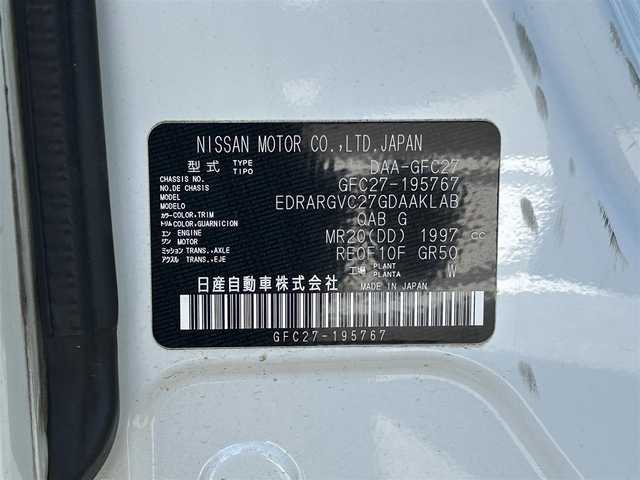 NISSAN MOTOR CO.,LTD.JAPAN
型式 TYPE TIPO DAA-GFC27
CHASSIS NO. NO.DE CHASIS GFC27-195767
MODEL MODELO EDRARGVC27GDAAKLAB
カラー COLOR,TRIM トリム COLOR,GUARNICION QAB G
エン ENGINE ジン MOTOR MR20(DD) 1997 CC
ミッション TRANS.,AXLE アクスル TRANS.,EJE RE0F10F GR50
工場 PLANT PLANTA W
日産自動車株式会社 MADE IN JAPAN
GFC27-195767